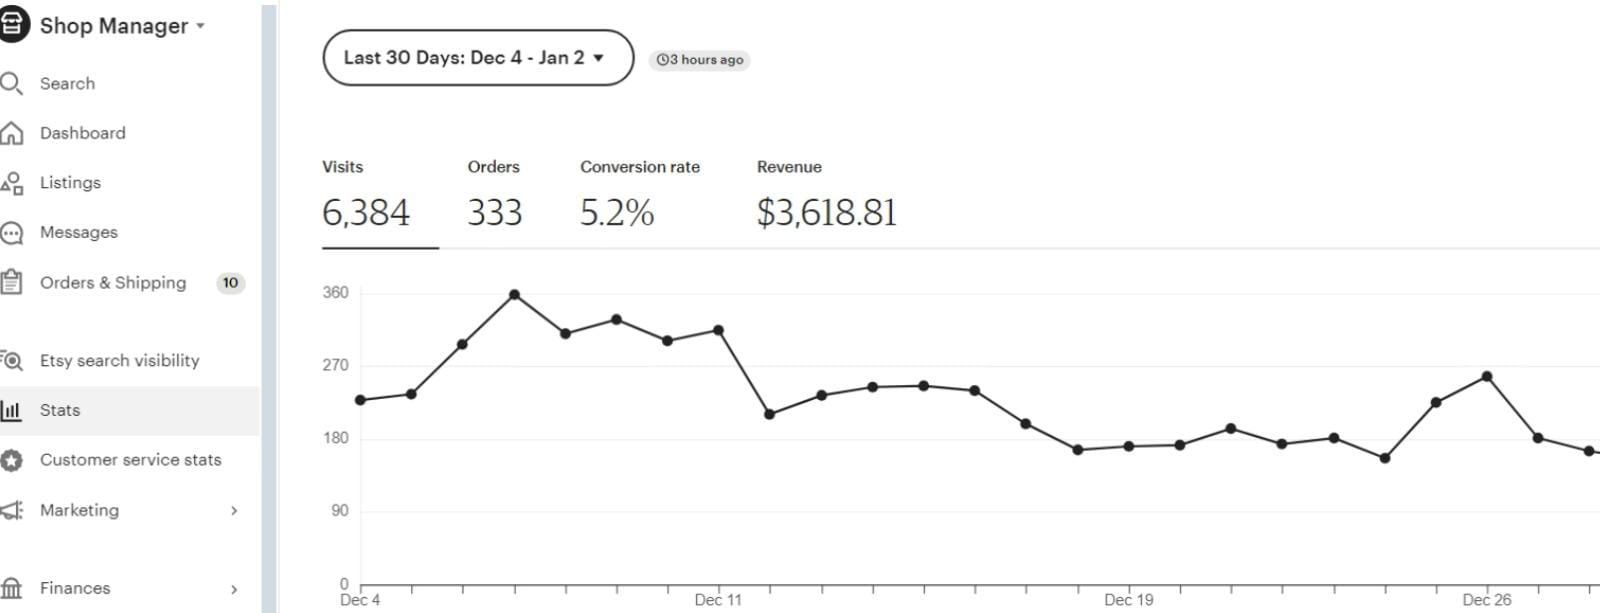 Shop Manager
Search
Dashboard
Listings
Messages
Orders & Shipping 10
Etsy search visibility
Stats
Customer service stats
Marketing
Finances
Last 30 Days: Dec 4 - Jan 2
3 hours ago
Visits Orders Conversion rate Revenue
6,384 333 5.2% $3,618.81
360
270
180
90
0
Dec 4 Dec 11 Dec 19 Dec 26